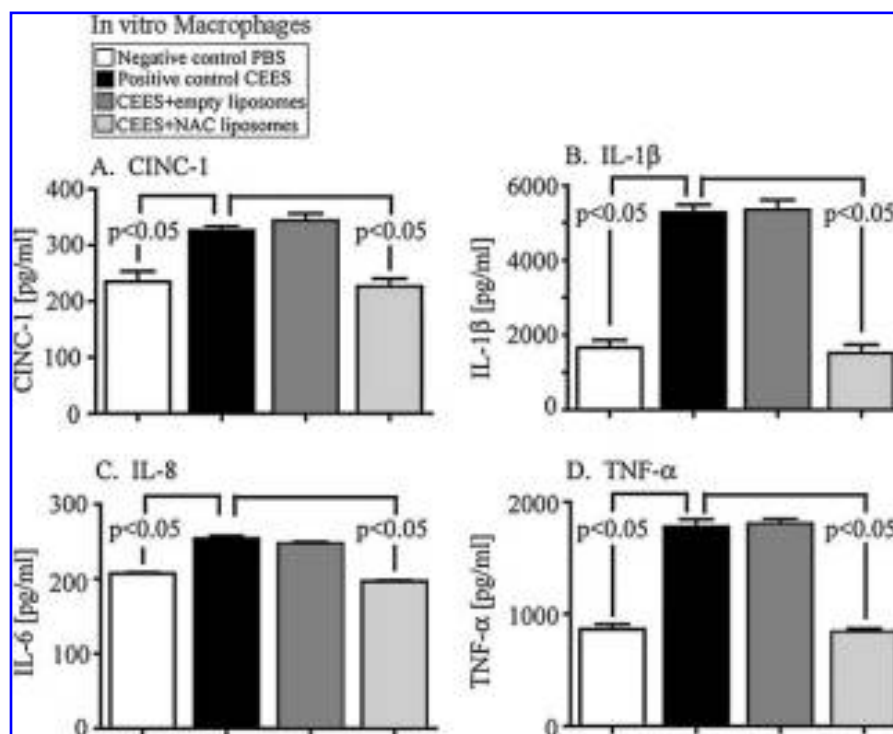 In vitro Macrophages
Negative control PBS
Positive control CEES
CEES+empty liposomes
CEES+NAC liposomes
A. CINC-1
CINC-1 [pg/ml]
400
300
200
100
0
p<0.05
p<0.05
B. IL-1β
IL-1β [pg/ml]
6000
4000
2000
0
p<0.05
p<0.05
C. IL-8
IL-6 [pg/ml]
300
200
100
0
p<0.05
p<0.05
D. TNF-α
TNF-α [pg/ml]
2000
1000
0
p<0.05
p<0.05